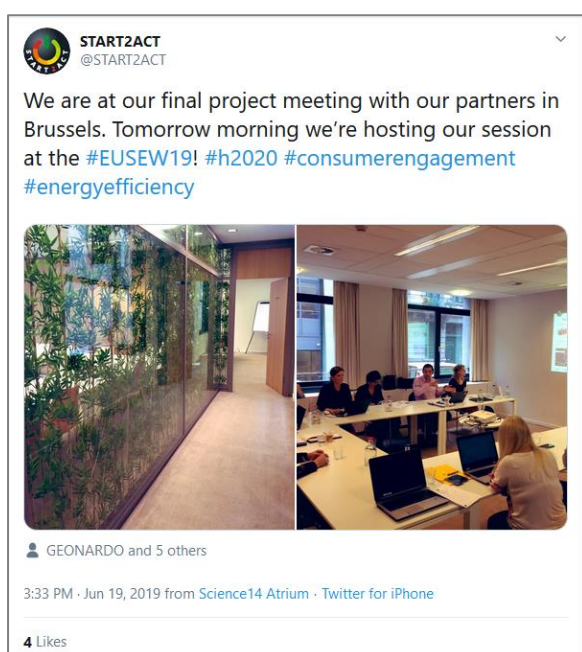 START2ACT
@START2ACT
We are at our final project meeting with our partners in
Brussels. Tomorrow morning we're hosting our session
at the #EUSEW19! #h2020 #consumerengagement
#energyefficiency
GEONARDO and 5 others
3:33 PM · Jun 19, 2019 from Science14 Atrium · Twitter for iPhone
4 Likes